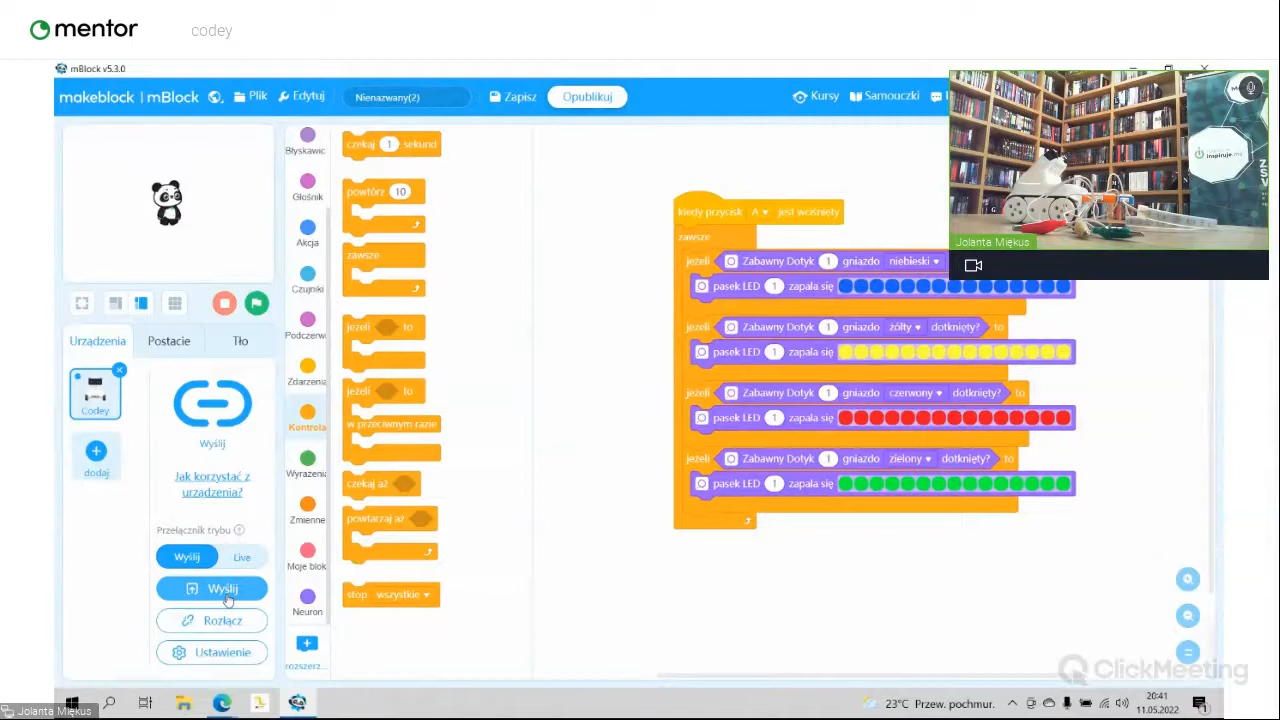 mentor
codey
mBlock v5.3.0
makeblock | mBlock
Plik
Edytuj
Nienazwany(2)
Zapisz
Opublikuj
Kursy
Samouczki
Błyskawic
Głośnik
Akcja
Czujniki
Podczerw
Zdarzenia
Kontrola
Wyrażenia
Zmienne
Moje blok
Neuron
rozszerz...
czekaj 1 sekund
powtórz 10
zawsze
jeżeli to
jeżeli to
w przeciwnym razie
czekaj aż
powtarzaj aż
stop wszystkie
kiedy przycisk A jest wciśnięty
zawsze
jeżeli Zabawny Dotyk 1 gniazdo niebieski
pasek LED 1 zapala się
jeżeli Zabawny Dotyk 1 gniazdo żółty dotknięty? to
pasek LED 1 zapala się
jeżeli Zabawny Dotyk 1 gniazdo czerwony dotknięty? to
pasek LED 1 zapala się
jeżeli Zabawny Dotyk 1 gniazdo zielony dotknięty? to
pasek LED 1 zapala się
inspiruje.my
Jolanta Miękus
Urządzenia
Postacie
Tło
Codey
dodaj
Wyślij
Jak korzystać z
urządzenia?
Przełącznik trybu
Wyślij
Live
Wyślij
Rozłącz
Ustawienie
ClickMeeting
Jolanta Miękus
23°C Przew. pochmur.
20:41
11.05.2022